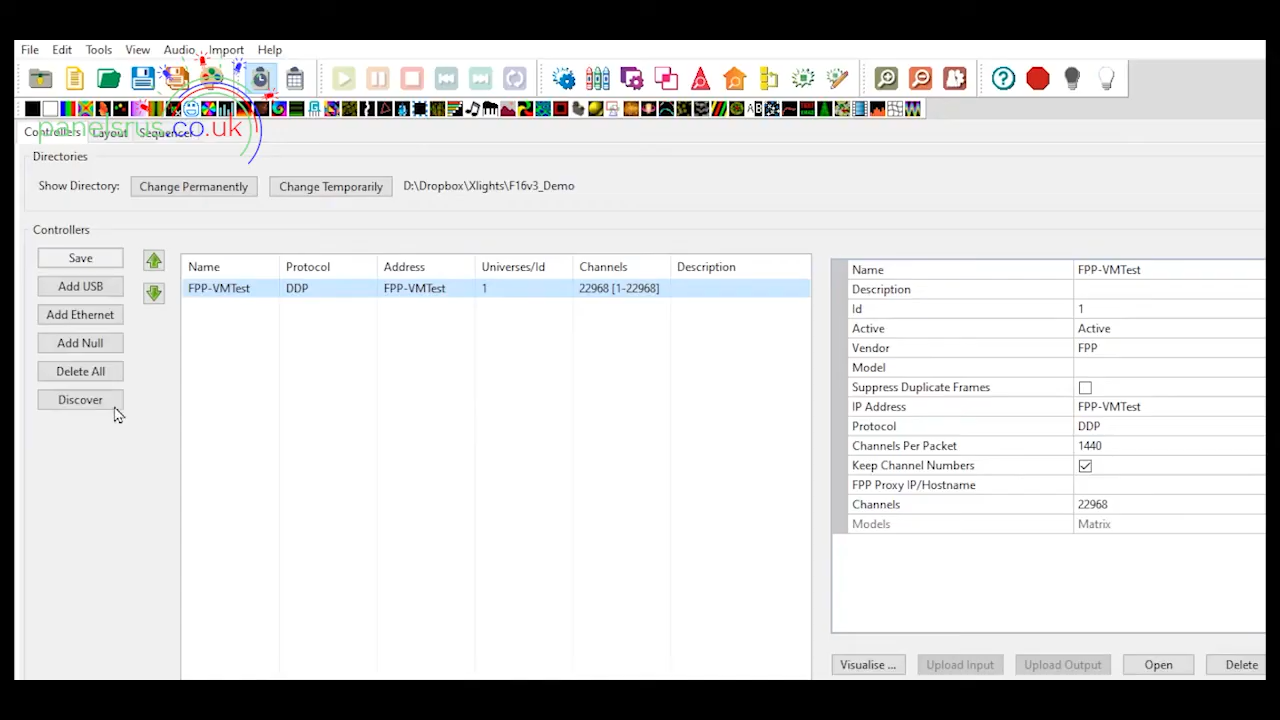 File Edit Tools View Audio Import Help
Controllers Layout Sequencer
panelsrus.co.uk
Directories
Show Directory: Change Permanently Change Temporarily D:\Dropbox\Xlights\F16v3_Demo
Controllers
Save
Add USB
Add Ethernet
Add Null
Delete All
Discover
Name Protocol Address Universes/Id Channels Description
FPP-VMTest DDP FPP-VMTest 1 22968 [1-22968]
Name FPP-VMTest
Description
Id 1
Active Active
Vendor FPP
Model
Suppress Duplicate Frames
IP Address FPP-VMTest
Protocol DDP
Channels Per Packet 1440
Keep Channel Numbers
FPP Proxy IP/Hostname
Channels 22968
Models Matrix
Visualise ... Upload Input Upload Output Open Delete